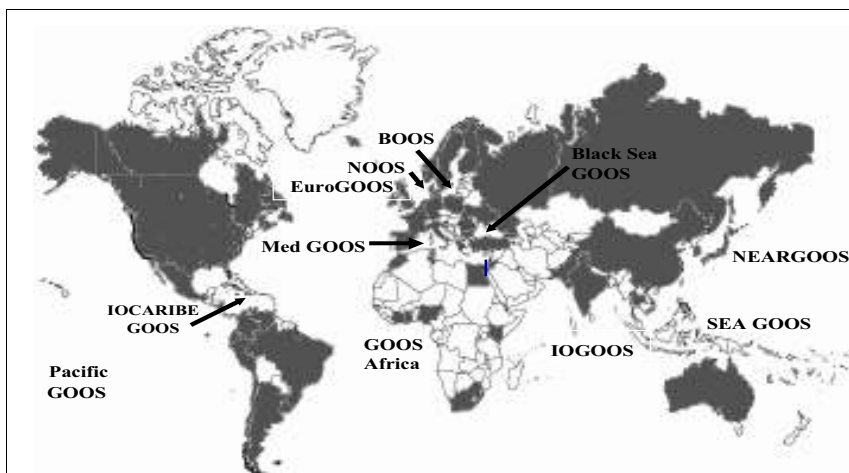 BOOS
Black Sea
GOOS
NOOS
EuroGOOS
Med GOOS
NEARGOOS
IOCARIBE
GOOS
SEA GOOS
GOOS
Africa
IOGOOS
Pacific
GOOS